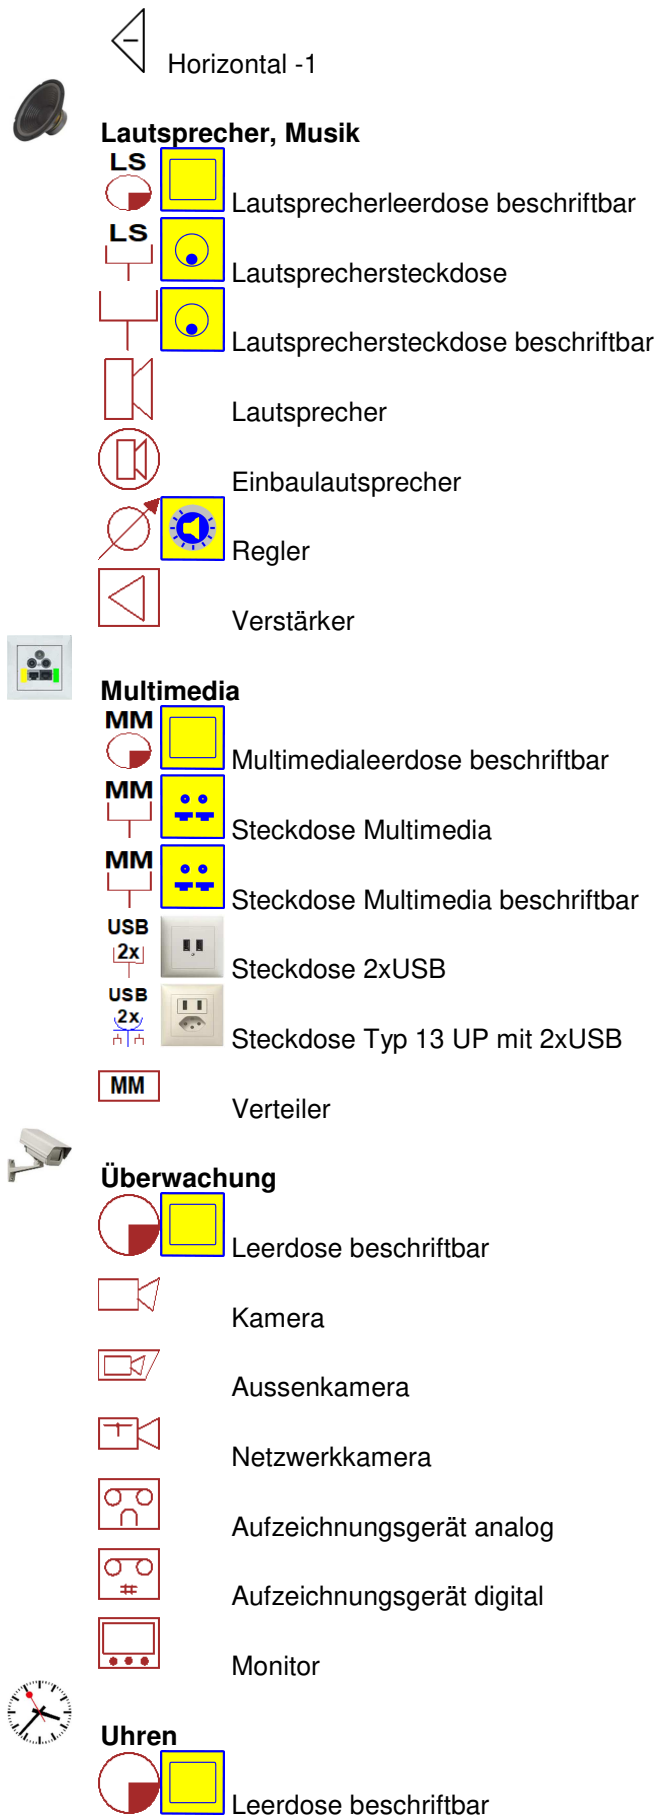 Horizontal -1
Lautsprecher, Musik
LS
Lautsprecherleerdose beschriftbar
LS
Lautsprechersteckdose
Lautsprechersteckdose beschriftbar
Lautsprecher
Einbaulautsprecher
Regler
Verstärker
Multimedia
MM
Multimedialeerdose beschriftbar
MM
Steckdose Multimedia
MM
Steckdose Multimedia beschriftbar
USB
2x
Steckdose 2xUSB
USB
2x
Steckdose Typ 13 UP mit 2xUSB
MM
Verteiler
Überwachung
Leerdose beschriftbar
Kamera
Aussenkamera
Netzwerkkamera
Aufzeichnungsgerät analog
Aufzeichnungsgerät digital
Monitor
Uhren
Leerdose beschriftbar